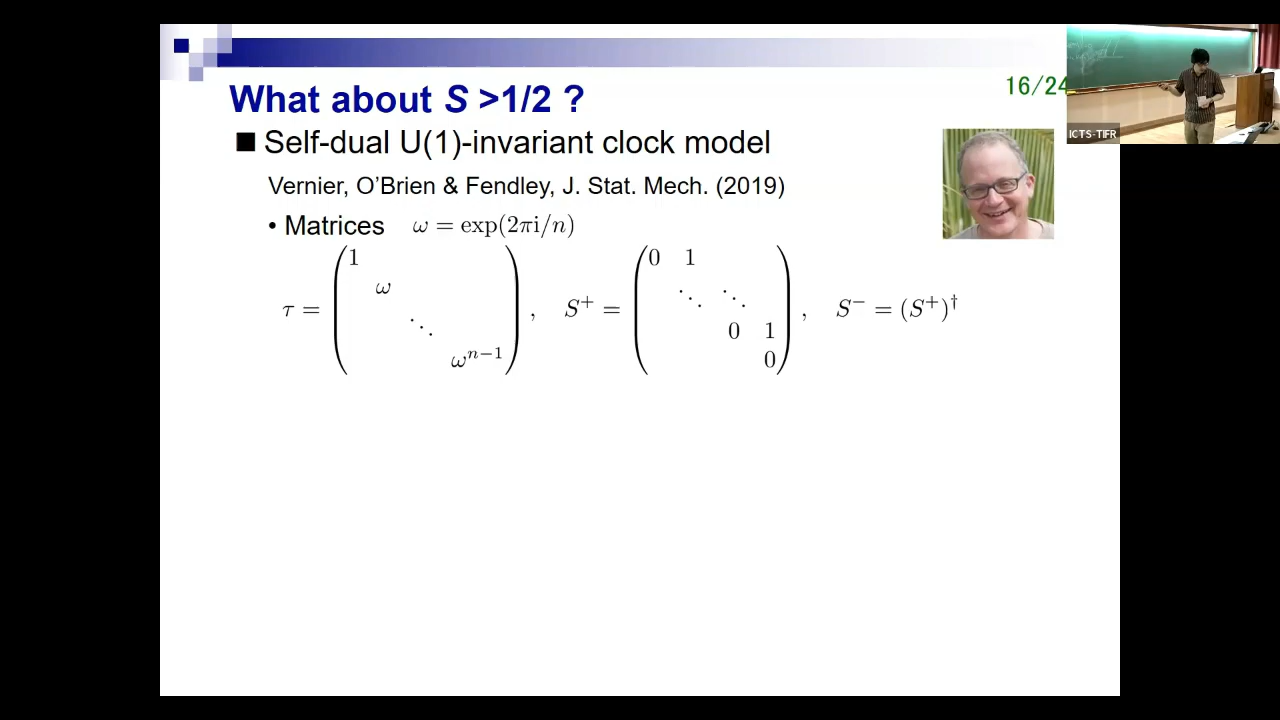 What about S >1/2 ?
16/24
ICTS-TIFR
■ Self-dual U(1)-invariant clock model
Vernier, O'Brien & Fendley, J. Stat. Mech. (2019)
• Matrices ω = exp(2πi/n)
τ = ( 1 ω ⋱ ω^{n−1} ) , S⁺ = ( 0 1 ⋱ ⋱ 0 1 0 ) , S⁻ = (S⁺)†